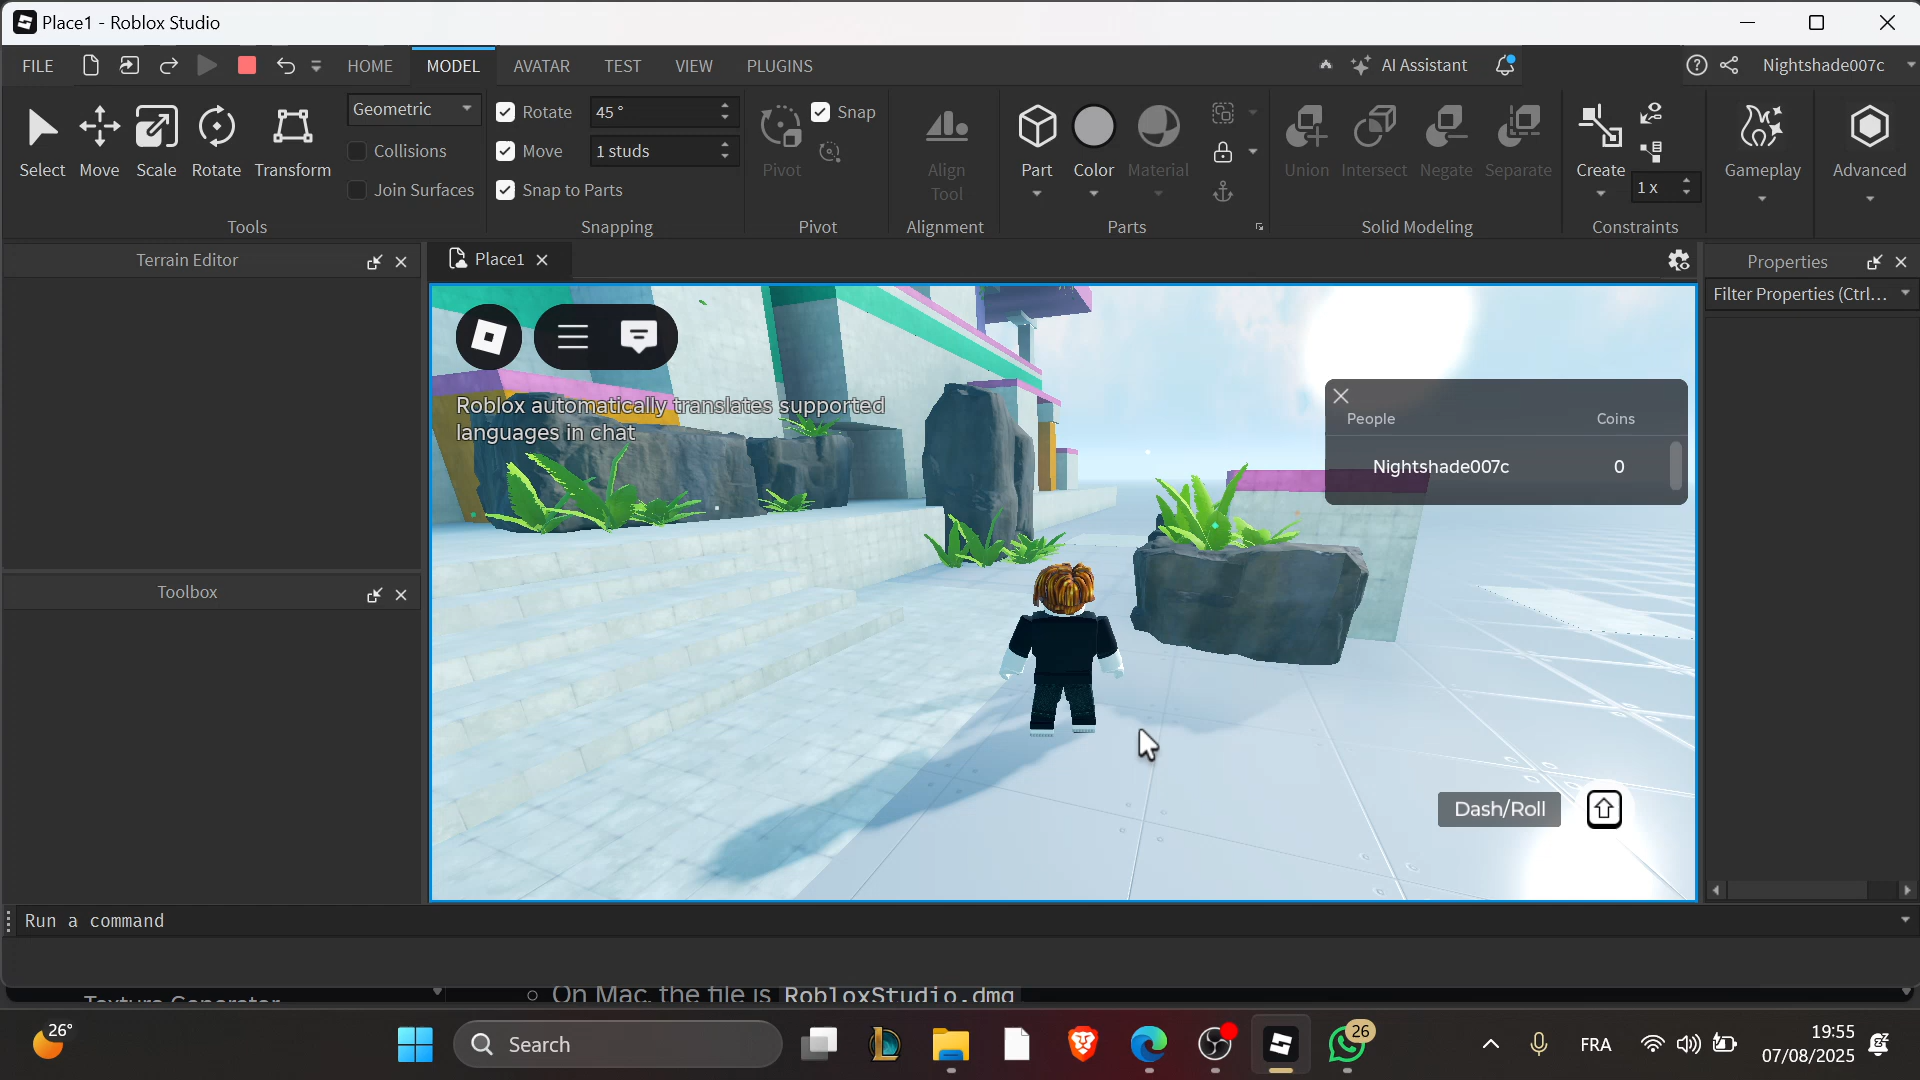 Place1 - Roblox Studio
FILE
HOME
MODEL
AVATAR
TEST
VIEW
PLUGINS
AI Assistant
Nightshade007c
Select
Move
Scale
Rotate
Transform
Geometric
Collisions
Join Surfaces
Tools
Rotate
45 °
Move
1 studs
Snap to Parts
Snapping
Pivot
Snap
Pivot
Align
Tool
Alignment
Part
Color
Material
Parts
Union
Intersect
Negate
Separate
Solid Modeling
Create
1 x
Constraints
Gameplay
Advanced
Terrain Editor
Place1
Properties
Filter Properties (Ctrl...
Roblox automatically translates supported
languages in chat
People
Coins
Nightshade007c
0
Toolbox
Dash/Roll
Run a command
Texture Generator
On Mac, the file is RobloxStudio.dmg
26°
Search
26
FRA
19:55
07/08/2025